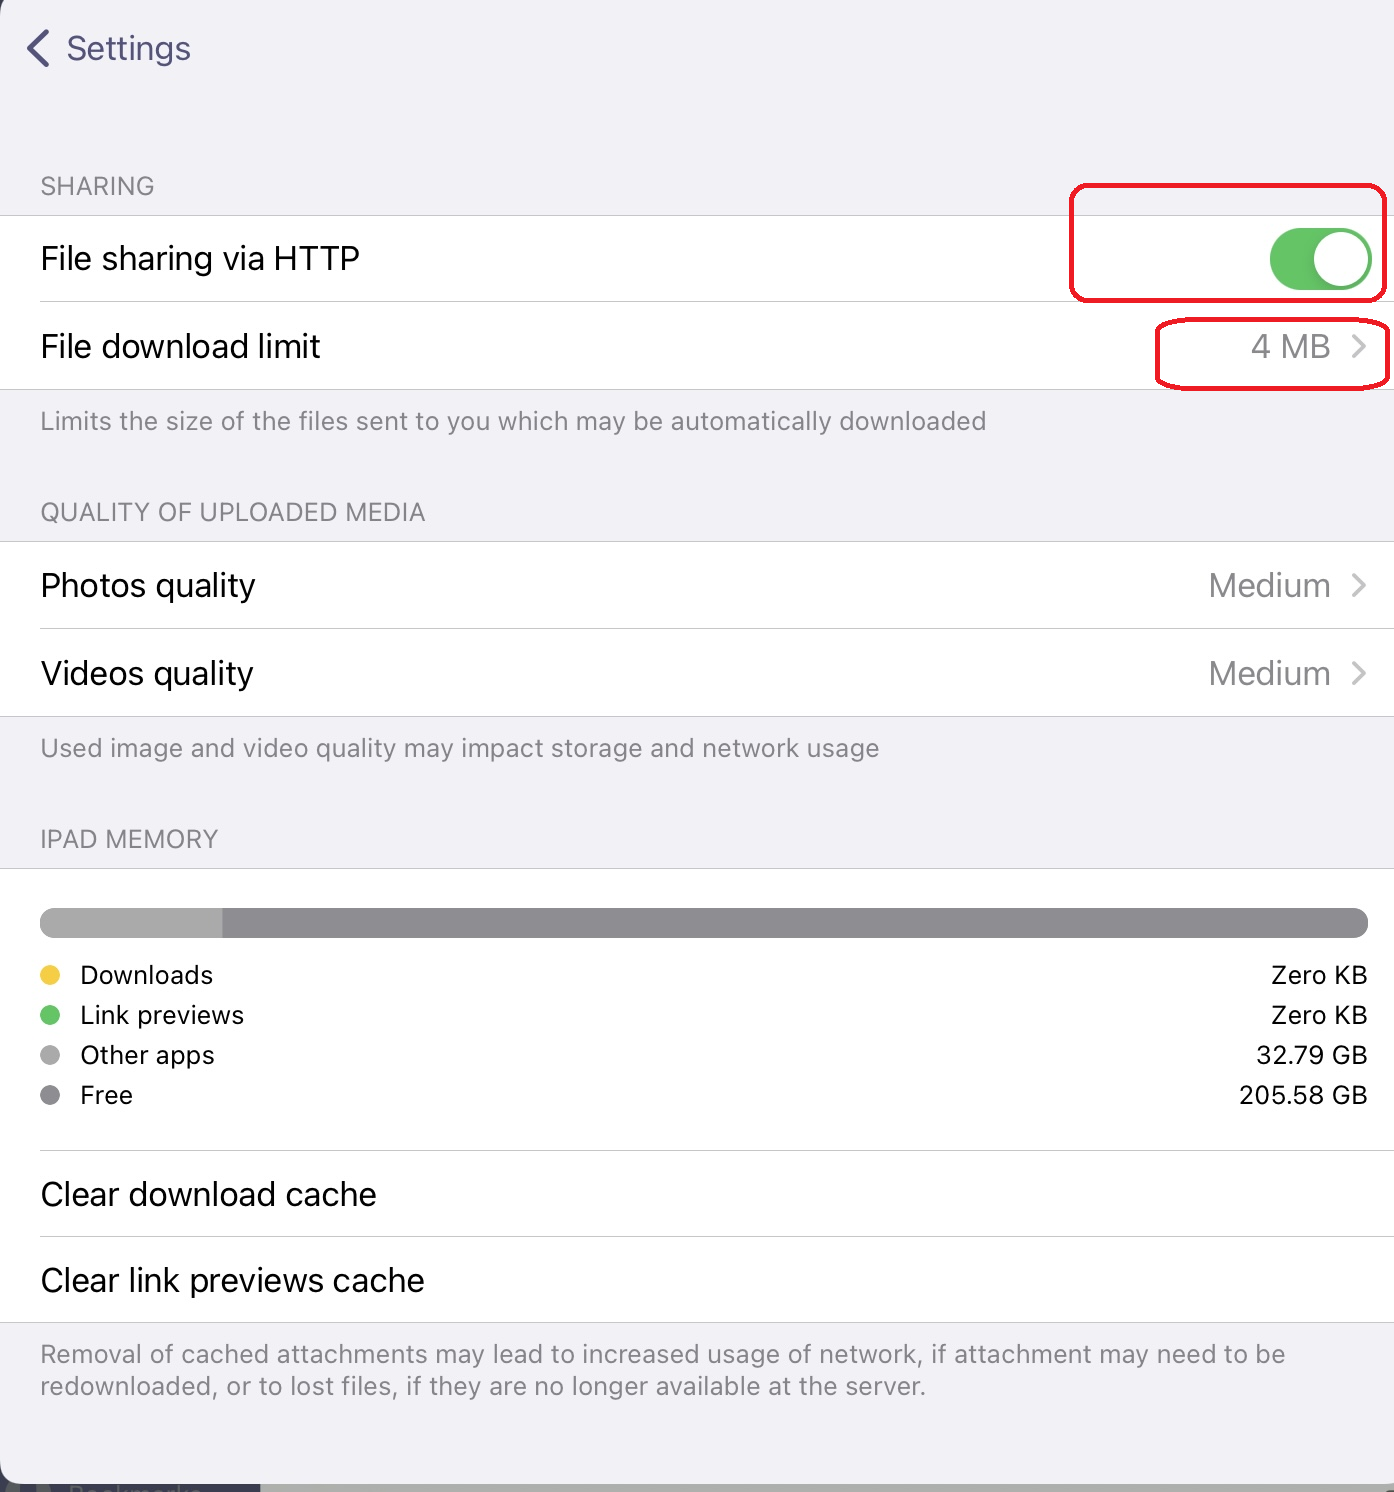 Settings
SHARING
File sharing via HTTP
File download limit 4 MB
Limits the size of the files sent to you which may be automatically downloaded
QUALITY OF UPLOADED MEDIA
Photos quality Medium
Videos quality Medium
Used image and video quality may impact storage and network usage
IPAD MEMORY
Downloads Zero KB
Link previews Zero KB
Other apps 32.79 GB
Free 205.58 GB
Clear download cache
Clear link previews cache
Removal of cached attachments may lead to increased usage of network, if attachment may need to be
redownloaded, or to lost files, if they are no longer available at the server.